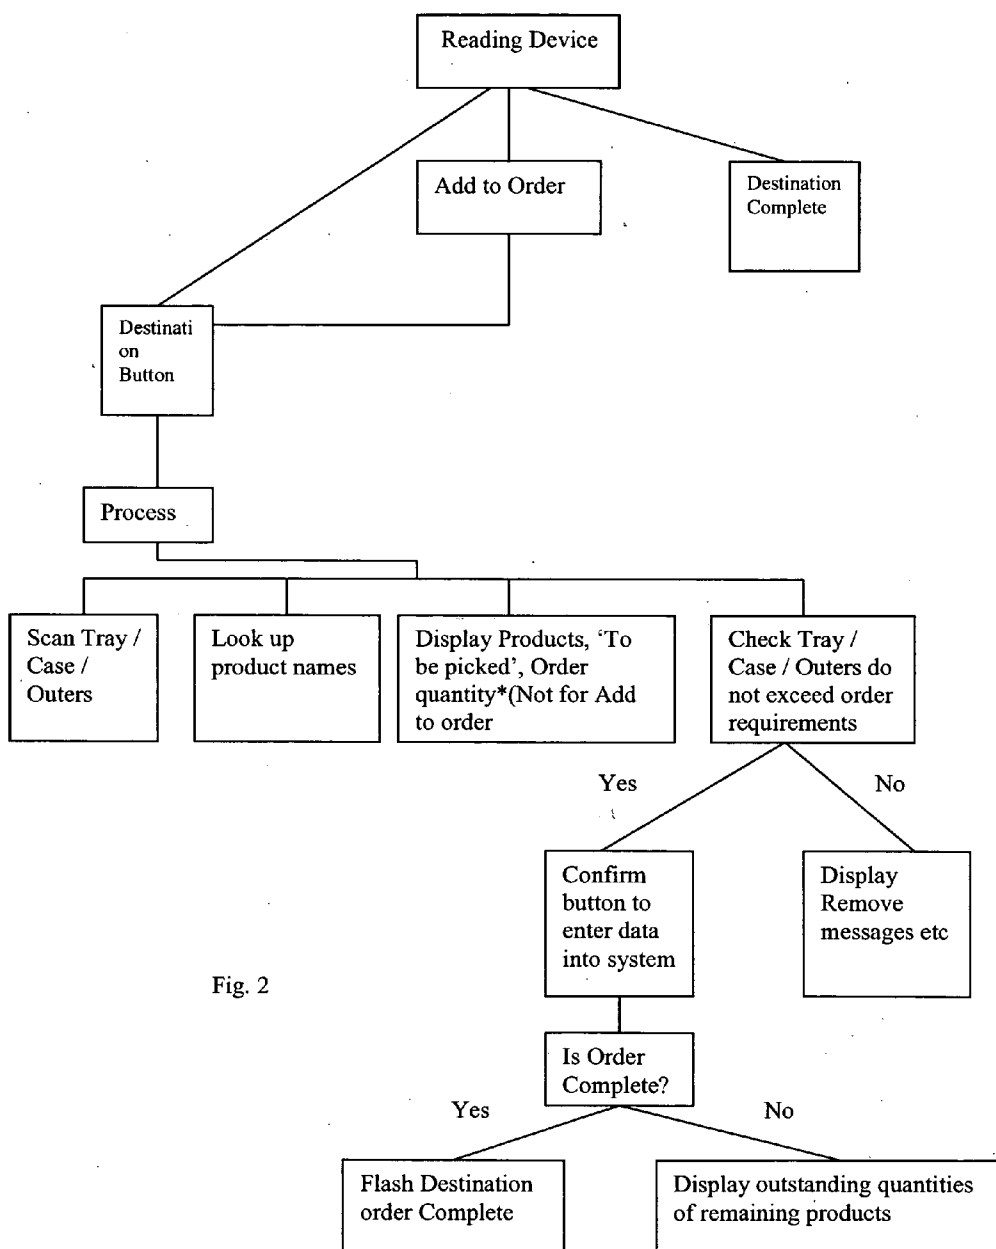 Reading Device
Add to Order
Destination
Complete
Destinati
on
Button
Process
Scan Tray /
Case /
Outers
Look up
product names
Display Products, ‘To
be picked’, Order
quantity*(Not for Add
to order
Check Tray /
Case / Outers do
not exceed order
requirements
Yes
No
Confirm
button to
enter data
into system
Display
Remove
messages etc
Fig. 2
Is Order
Complete?
Yes
No
Flash Destination
order Complete
Display outstanding quantities
of remaining products